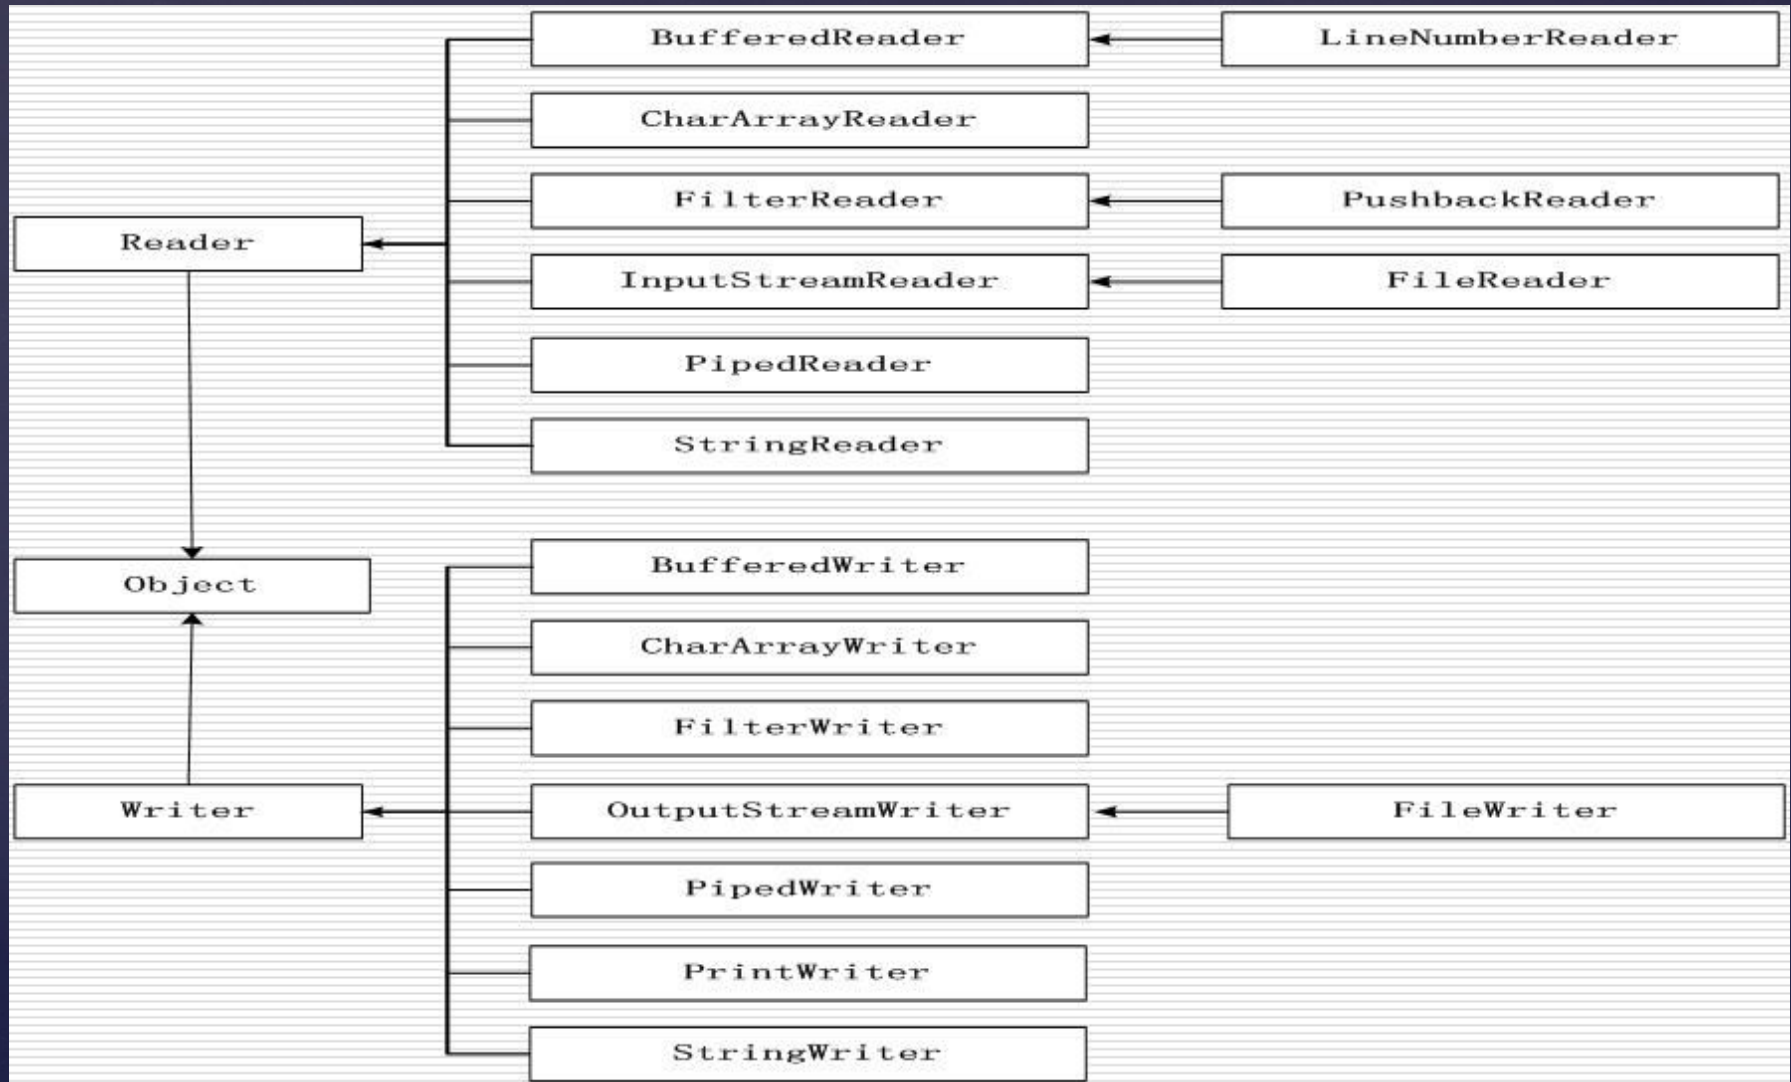 BufferedReader
LineNumberReader
CharArrayReader
FilterReader
PushbackReader
Reader
InputStreamReader
FileReader
PipedReader
StringReader
Object
BufferedWriter
CharArrayWriter
FilterWriter
Writer
OutputStreamWriter
FileWriter
PipedWriter
PrintWriter
StringWriter